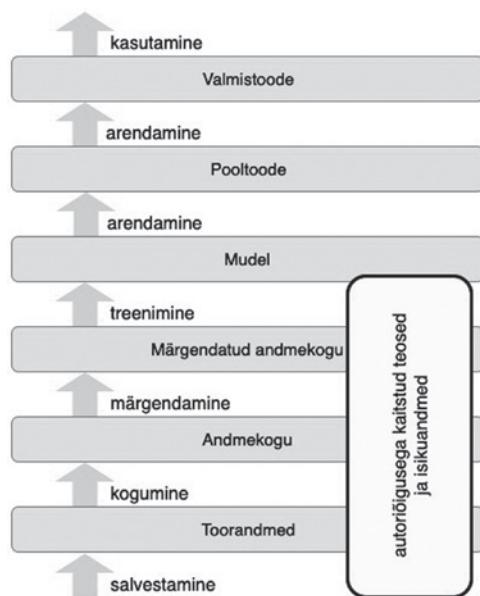 kasutamine
Valmistoode
arendamine
Pooltoode
arendamine
Mudel
treenimine
Märgendatud andmekogu
märgendamine
Andmekogu
kogumine
Toorandmed
salvestamine
autoriõigusega kaitstud teosed
ja isikuandmed